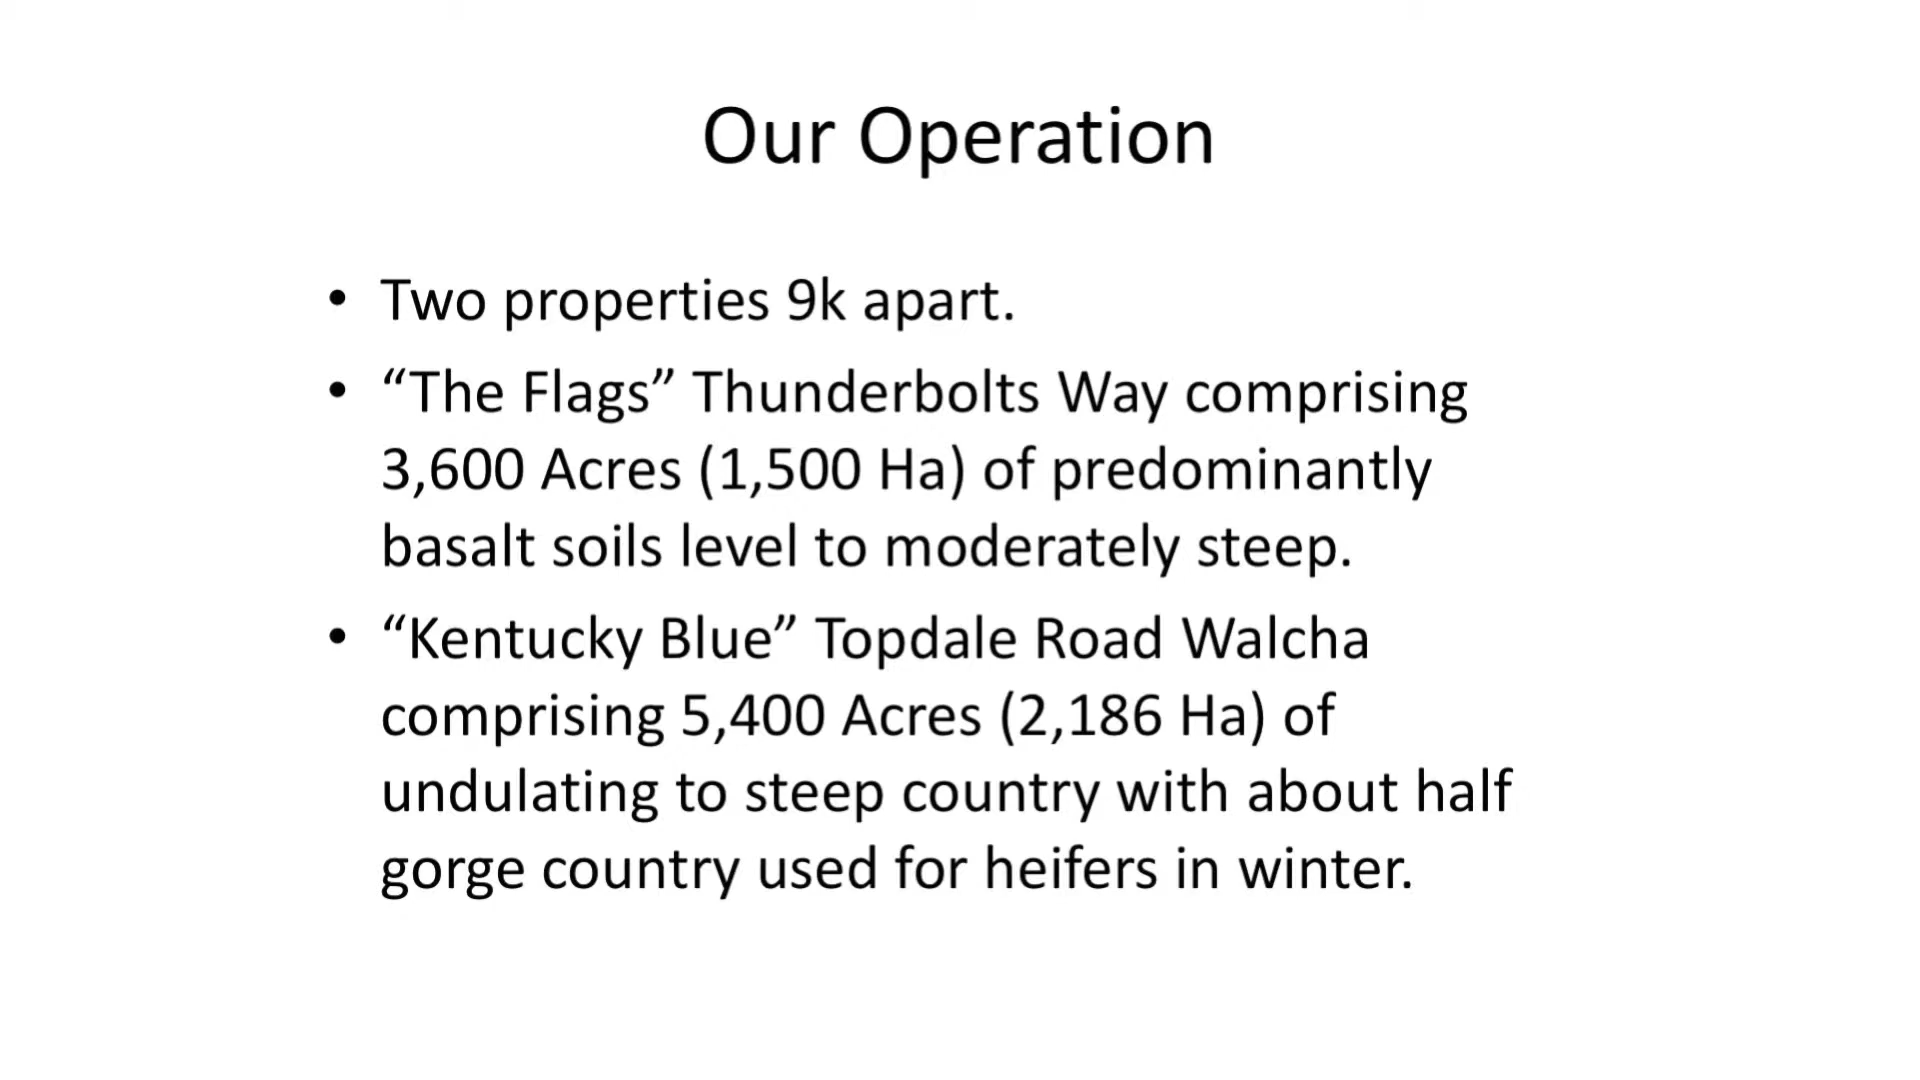 Our Operation
• Two properties 9k apart.
• “The Flags” Thunderbolts Way comprising
3,600 Acres (1,500 Ha) of predominantly
basalt soils level to moderately steep.
• “Kentucky Blue” Topdale Road Walcha
comprising 5,400 Acres (2,186 Ha) of
undulating to steep country with about half
gorge country used for heifers in winter.